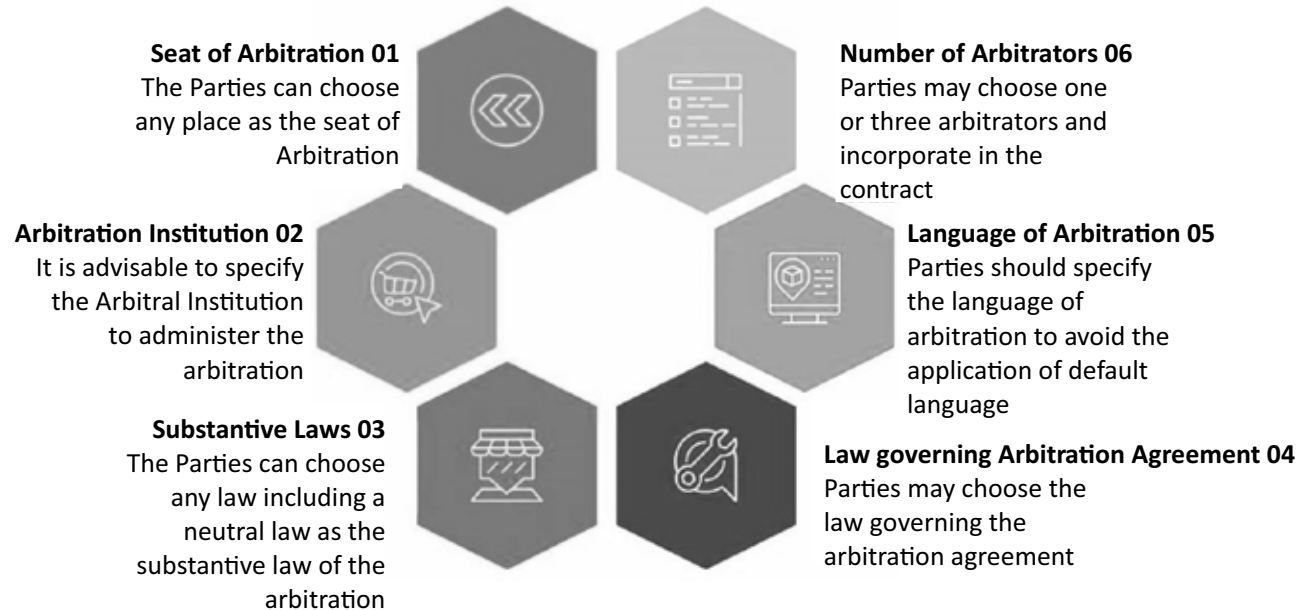 Seat of Arbitration 01
The Parties can choose
any place as the seat of
Arbitration
Arbitration Institution 02
It is advisable to specify
the Arbitral Institution
to administer the
arbitration
Substantive Laws 03
The Parties can choose
any law including a
neutral law as the
substantive law of the
arbitration
Law governing Arbitration Agreement 04
Parties may choose the
law governing the
arbitration agreement
Language of Arbitration 05
Parties should specify
the language of
arbitration to avoid the
application of default
language
Number of Arbitrators 06
Parties may choose one
or three arbitrators and
incorporate in the
contract